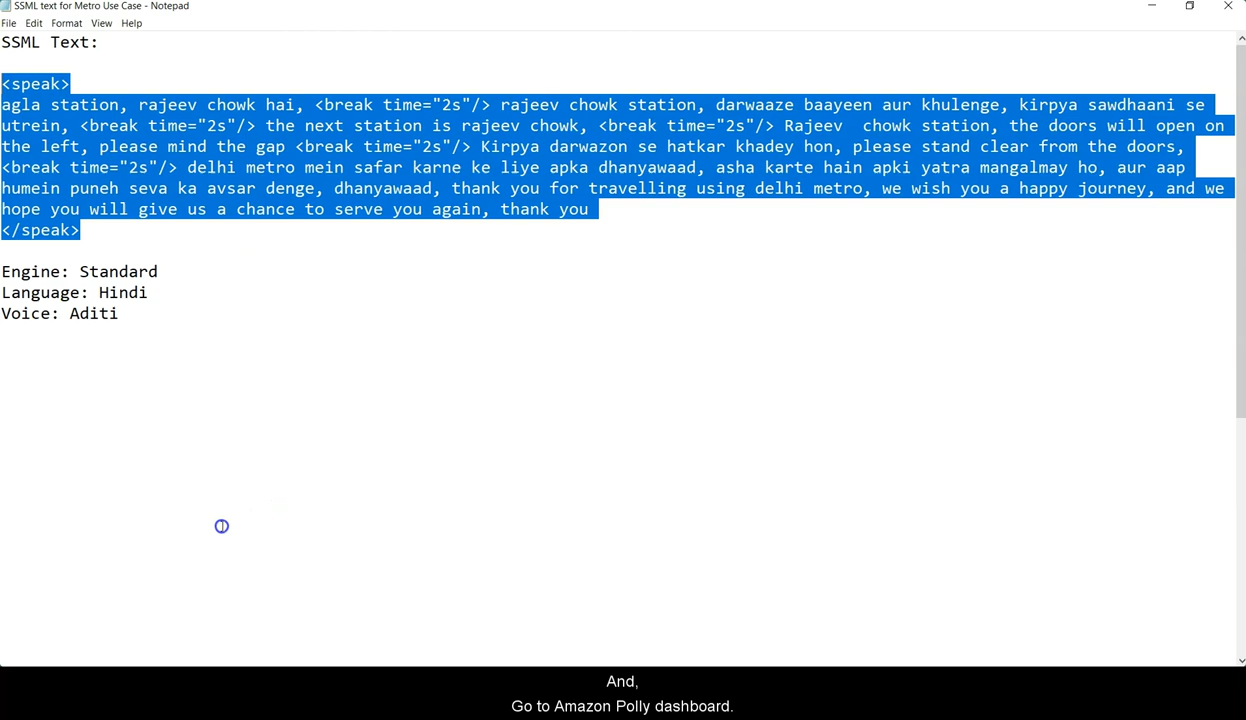 SSML text for Metro Use Case - Notepad
File Edit Format View Help
SSML Text:
<speak>
agla station, rajeev chowk hai, <break time="2s"/> rajeev chowk station, darwaaze baayeen aur khulenge, kirpya sawdhaani se
utrein, <break time="2s"/> the next station is rajeev chowk, <break time="2s"/> Rajeev  chowk station, the doors will open on
the left, please mind the gap <break time="2s"/> Kirpya darwazon se hatkar khadey hon, please stand clear from the doors,
<break time="2s"/> delhi metro mein safar karne ke liye apka dhanyawaad, asha karte hain apki yatra mangalmay ho, aur aap
humein puneh seva ka avsar denge, dhanyawaad, thank you for travelling using delhi metro, we wish you a happy journey, and we
hope you will give us a chance to serve you again, thank you
</speak>
Engine: Standard
Language: Hindi
Voice: Aditi
And,
Go to Amazon Polly dashboard.